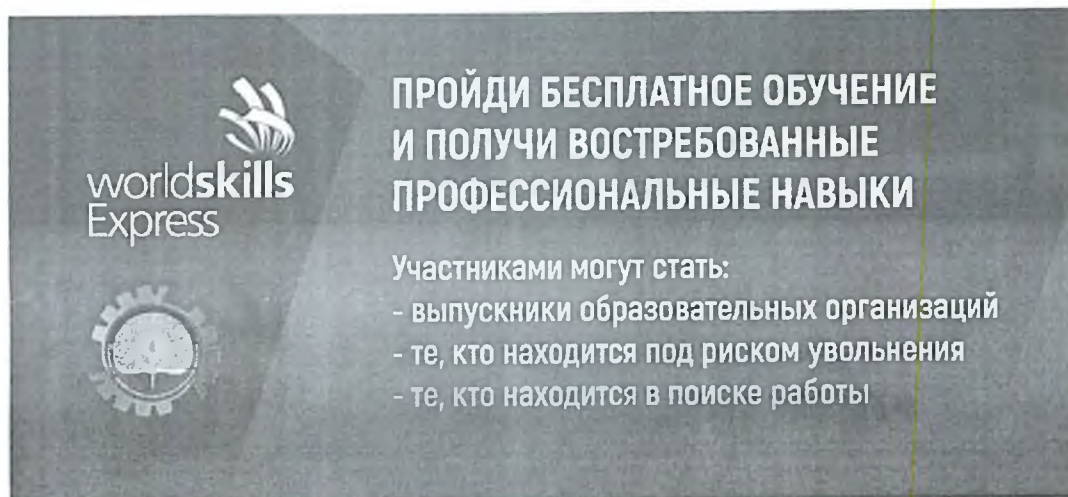 worldskills
Express
ПРОЙДИ БЕСПЛАТНОЕ ОБУЧЕНИЕ
И ПОЛУЧИ ВОСТРЕБОВАННЫЕ
ПРОФЕССИОНАЛЬНЫЕ НАВЫКИ
Участниками могут стать:
- выпускники образовательных организаций
- те, кто находится под риском увольнения
- те, кто находится в поиске работы